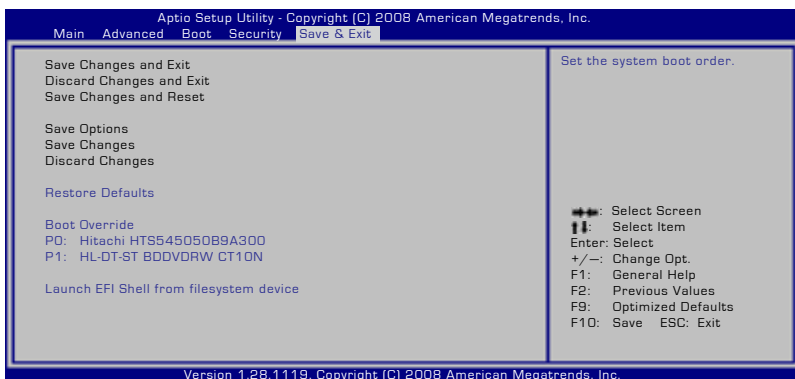 Aptio Setup Utility - Copyright (C) 2008 American Megatrends, Inc.
Main Advanced Boot Security Save & Exit
Save Changes and Exit
Discard Changes and Exit
Save Changes and Reset
Save Options
Save Changes
Discard Changes
Restore Defaults
Boot Override
P0: Hitachi HTS545050B9A300
P1: HL-DT-ST BDDVDRW CT10N
Launch EFI Shell from filesystem device
Set the system boot order.
→←: Select Screen
↑↓: Select Item
Enter: Select
+/—: Change Opt.
F1: General Help
F2: Previous Values
F9: Optimized Defaults
F10: Save ESC: Exit
Version 1.28.1119. Copyright (C) 2008 American Megatrends, Inc.